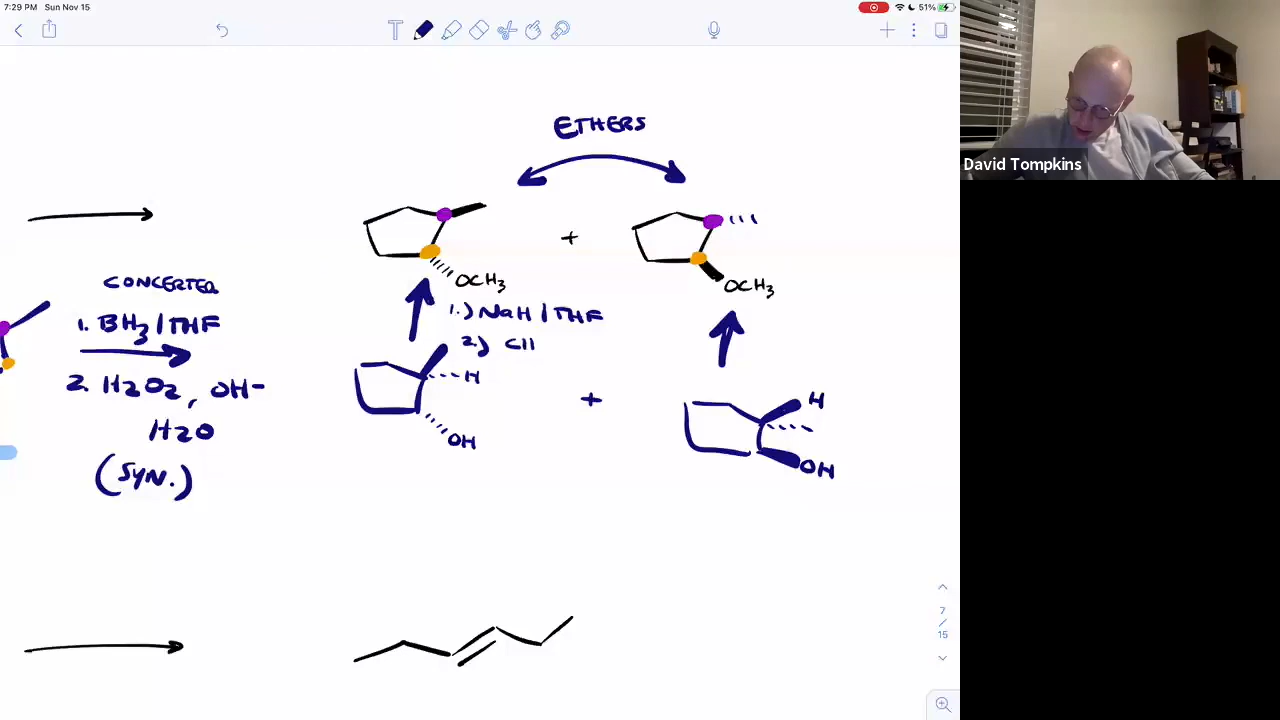 7:29 PM Sun Nov 15
51%
T
David Tompkins
ETHERS
+
OCH3
OCH3
CONCERTED
1. BH3/THF
2. H2O2, OH-
H2O
(SYN.)
1.) NaH/THF
2.)
H
OH
+
H
OH
7
/
15